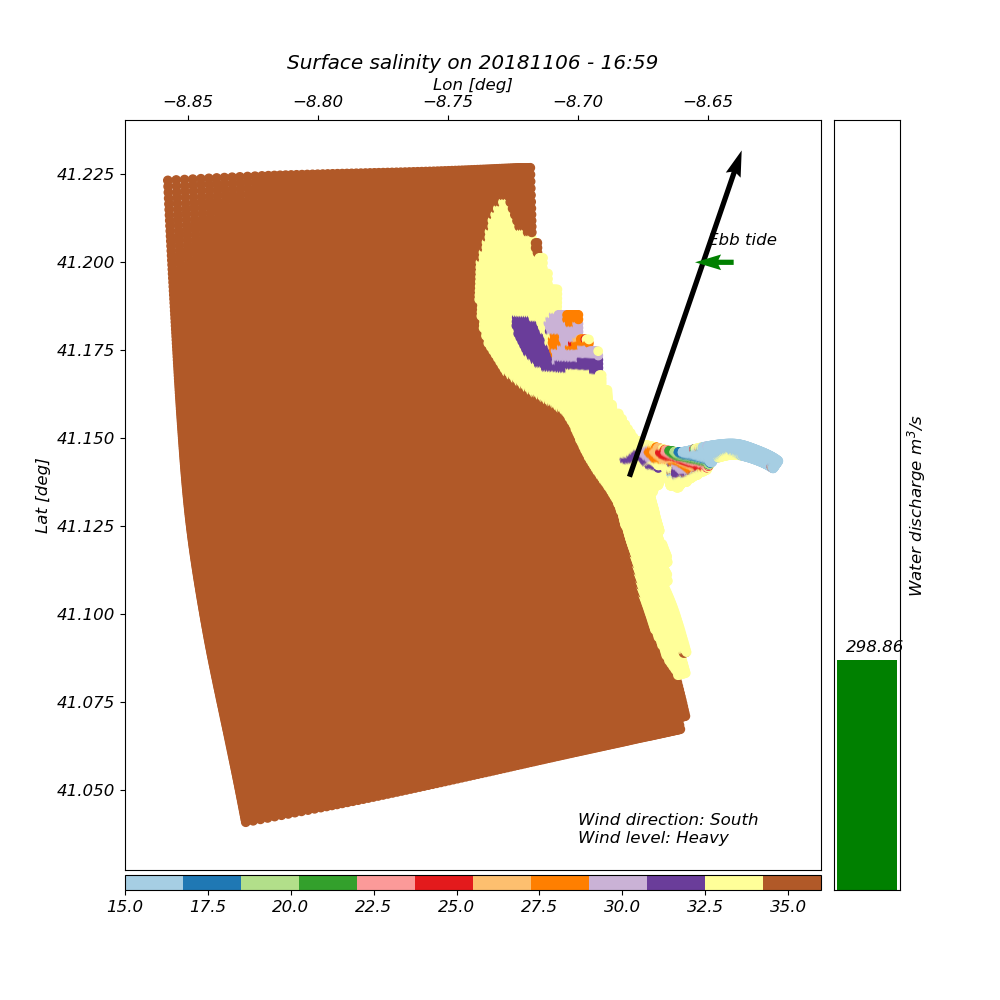 Surface salinity on 20181106 - 16:59
Lon [deg]
−8.85 −8.80 −8.75 −8.70 −8.65
41.225
41.200
41.175
41.150
41.125
41.100
41.075
41.050
Lat [deg]
Ebb tide
Wind direction: South
Wind level: Heavy
15.0 17.5 20.0 22.5 25.0 27.5 30.0 32.5 35.0
298.86
Water discharge m³/s